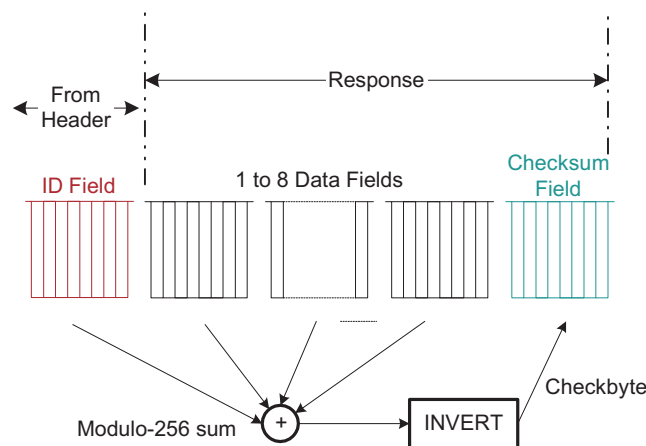 Response
From
Header
ID Field
1 to 8 Data Fields
Checksum
Field
Modulo-256 sum
+
INVERT
Checkbyte